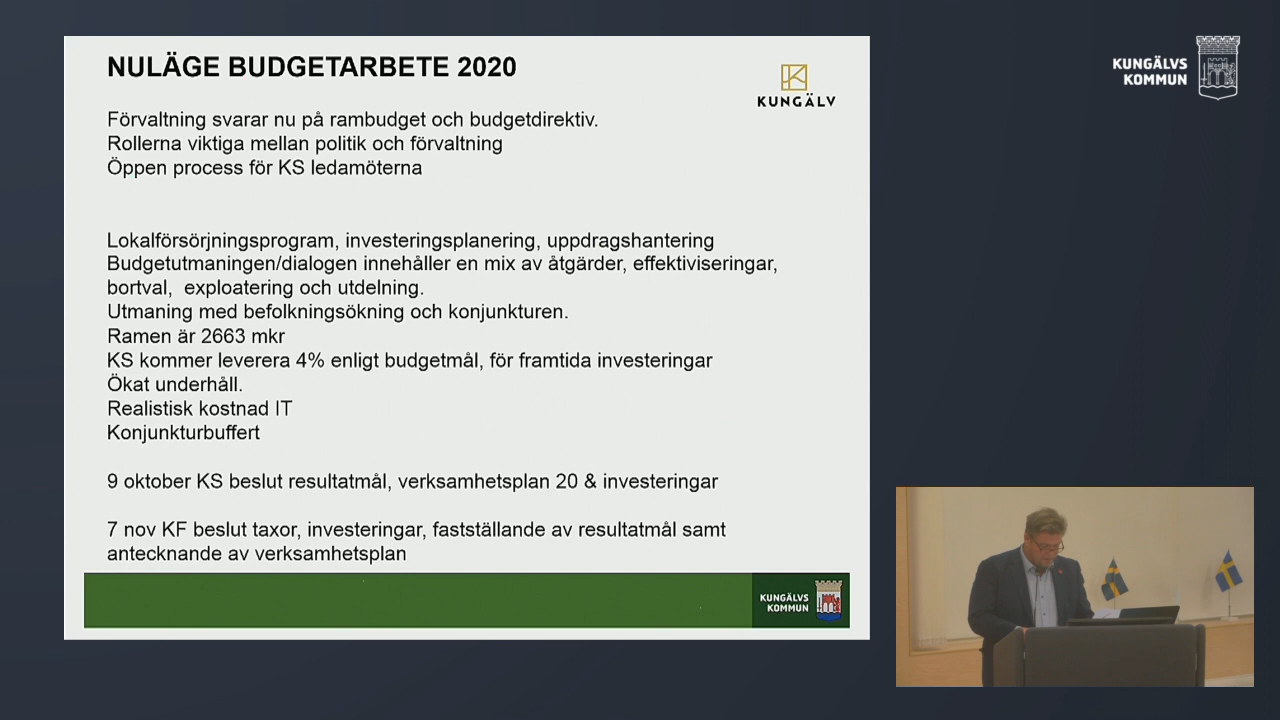 NULÄGE BUDGETARBETE 2020
KUNGÄLV
KUNGÄLVS
KOMMUN
Förvaltning svarar nu på rambudget och budgetdirektiv.
Rollerna viktiga mellan politik och förvaltning
Öppen process för KS ledamöterna
Lokalförsörjningsprogram, investeringsplanering, uppdragshantering
Budgetutmaningen/dialogen innehåller en mix av åtgärder, effektiviseringar,
bortval,  exploatering och utdelning.
Utmaning med befolkningsökning och konjunkturen.
Ramen är 2663 mkr
KS kommer leverera 4% enligt budgetmål, för framtida investeringar
Ökat underhåll.
Realistisk kostnad IT
Konjunkturbuffert
9 oktober KS beslut resultatmål, verksamhetsplan 20 & investeringar
7 nov KF beslut taxor, investeringar, fastställande av resultatmål samt
antecknande av verksamhetsplan
KUNGÄLVS
KOMMUN